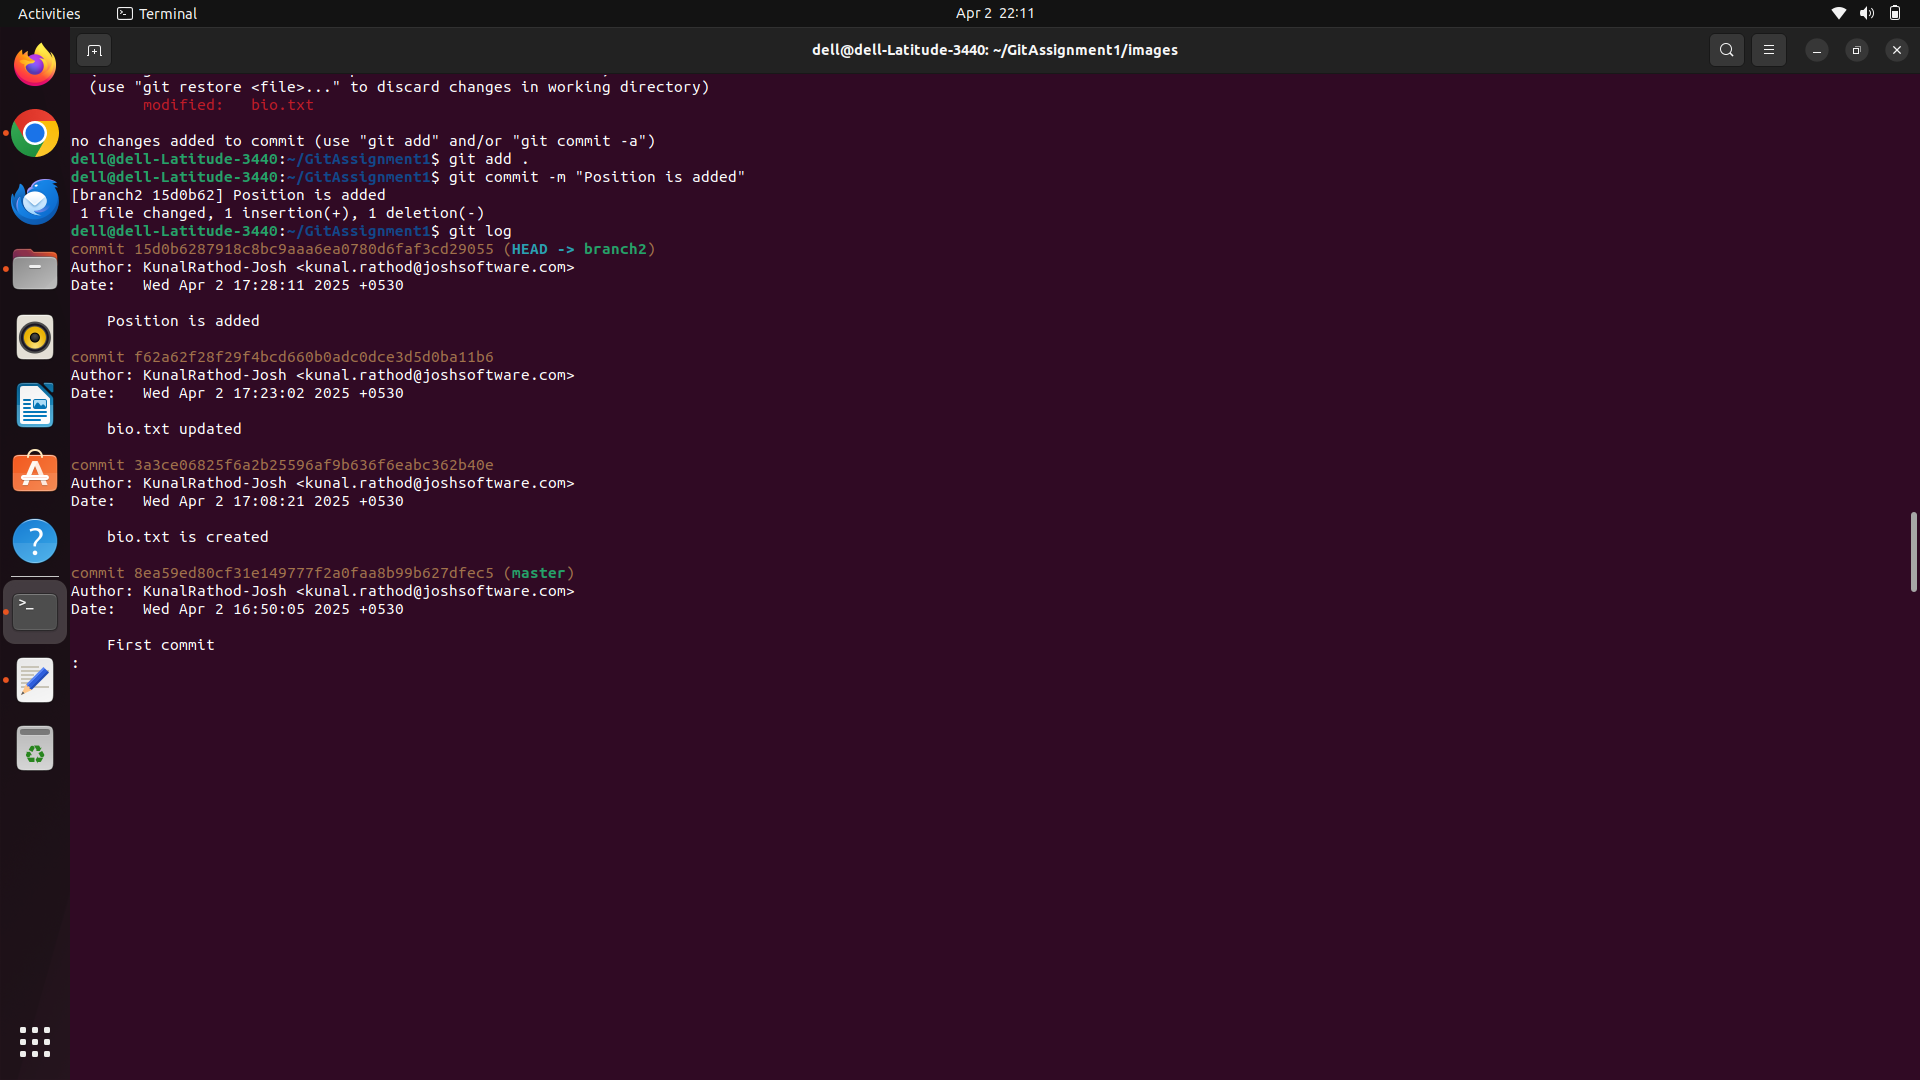 Activities
Terminal
Apr 2 22:11
dell@dell-Latitude-3440: ~/GitAssignment1/images
(use "git restore <file>..." to discard changes in working directory)
modified:   bio.txt
no changes added to commit (use "git add" and/or "git commit -a")
dell@dell-Latitude-3440:~/GitAssignment1$ git add .
dell@dell-Latitude-3440:~/GitAssignment1$ git commit -m "Position is added"
[branch2 15d0b62] Position is added
1 file changed, 1 insertion(+), 1 deletion(-)
dell@dell-Latitude-3440:~/GitAssignment1$ git log
commit 15d0b6287918c8bc9aaa6ea0780d6faf3cd29055 (HEAD -> branch2)
Author: KunalRathod-Josh <kunal.rathod@joshsoftware.com>
Date:   Wed Apr 2 17:28:11 2025 +0530
Position is added
commit f62a62f28f29f4bcd660b0adc0dce3d5d0ba11b6
Author: KunalRathod-Josh <kunal.rathod@joshsoftware.com>
Date:   Wed Apr 2 17:23:02 2025 +0530
bio.txt updated
commit 3a3ce06825f6a2b25596af9b636f6eabc362b40e
Author: KunalRathod-Josh <kunal.rathod@joshsoftware.com>
Date:   Wed Apr 2 17:08:21 2025 +0530
bio.txt is created
commit 8ea59ed80cf31e149777f2a0faa8b99b627dfec5 (master)
Author: KunalRathod-Josh <kunal.rathod@joshsoftware.com>
Date:   Wed Apr 2 16:50:05 2025 +0530
First commit
: